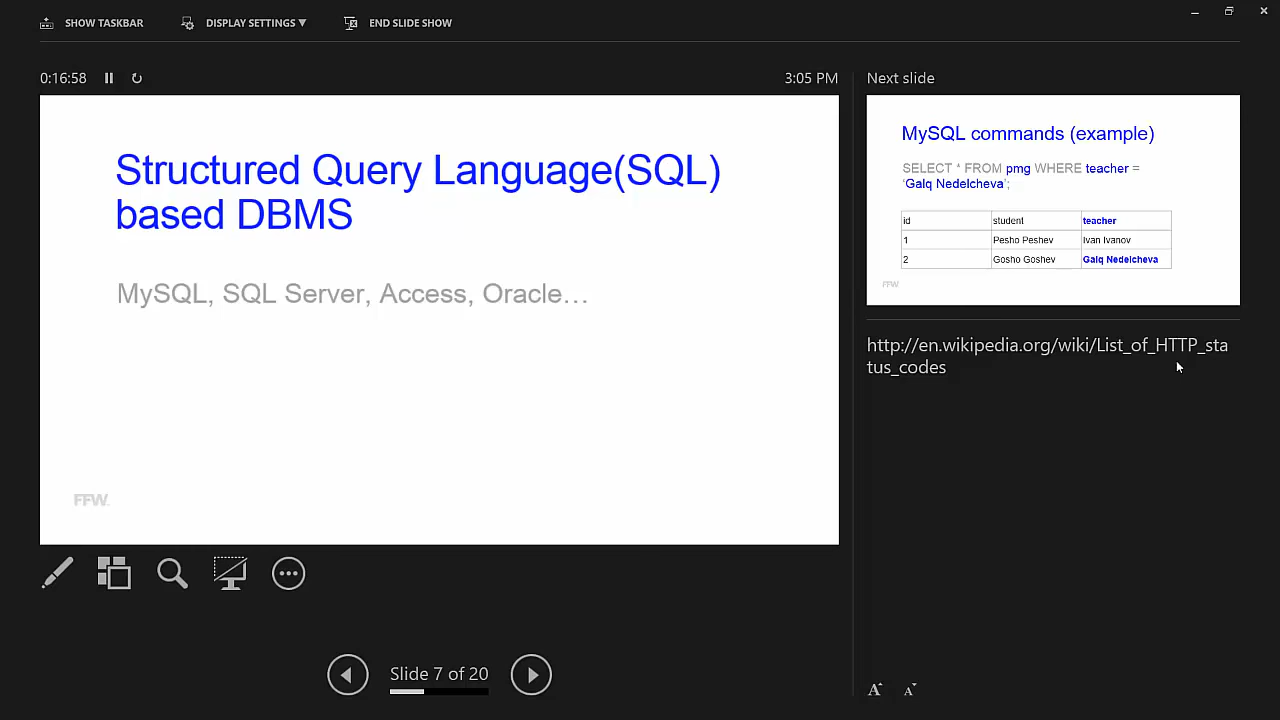 SHOW TASKBAR
DISPLAY SETTINGS ▼
END SLIDE SHOW
0:16:58
3:05 PM
Structured Query Language(SQL)
based DBMS
MySQL, SQL Server, Access, Oracle…
FFW.
Slide 7 of 20
Next slide
MySQL commands (example)
SELECT * FROM pmg WHERE teacher =
‘Galq Nedelcheva’;
id student teacher
1 Pesho Peshev Ivan Ivanov
2 Gosho Goshev Galq Nedelcheva
FFW.
http://en.wikipedia.org/wiki/List_of_HTTP_sta
tus_codes
A A